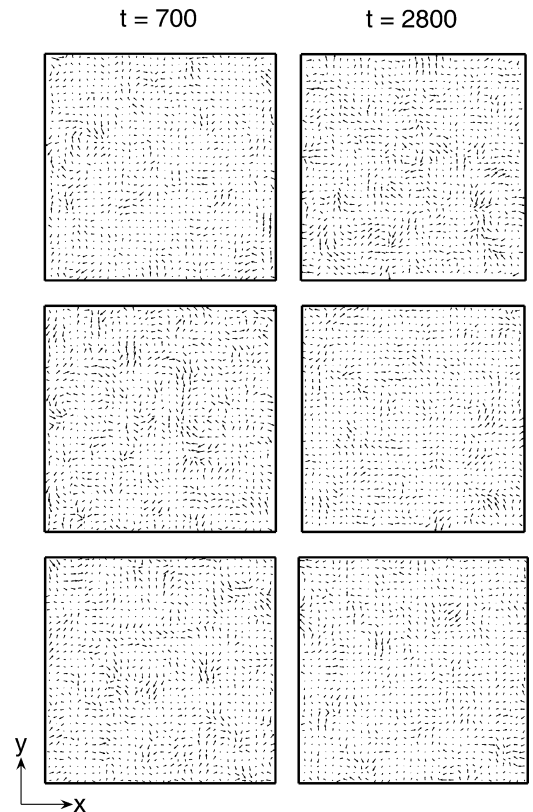 t = 700
t = 2800
y
x